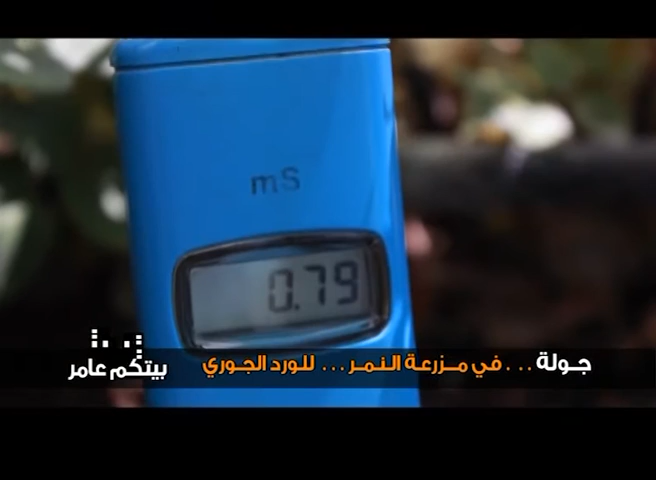 mS
0.79
جولة ... في مزرعة النمر ... للورد الجوري
بيتكم عامر